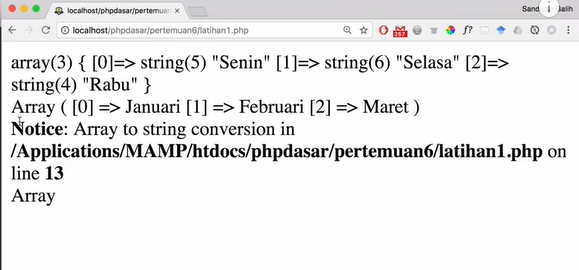 localhost/phpdasar/pertemuan
localhost/phpdasar/pertemuan6/latihan1.php
257
f?
array(3) { [0]=> string(5) "Senin" [1]=> string(6) "Selasa" [2]=>
string(4) "Rabu" }
Array ( [0] => Januari [1] => Februari [2] => Maret )
Notice: Array to string conversion in
/Applications/MAMP/htdocs/phpdasar/pertemuan6/latihan1.php on
line 13
Array